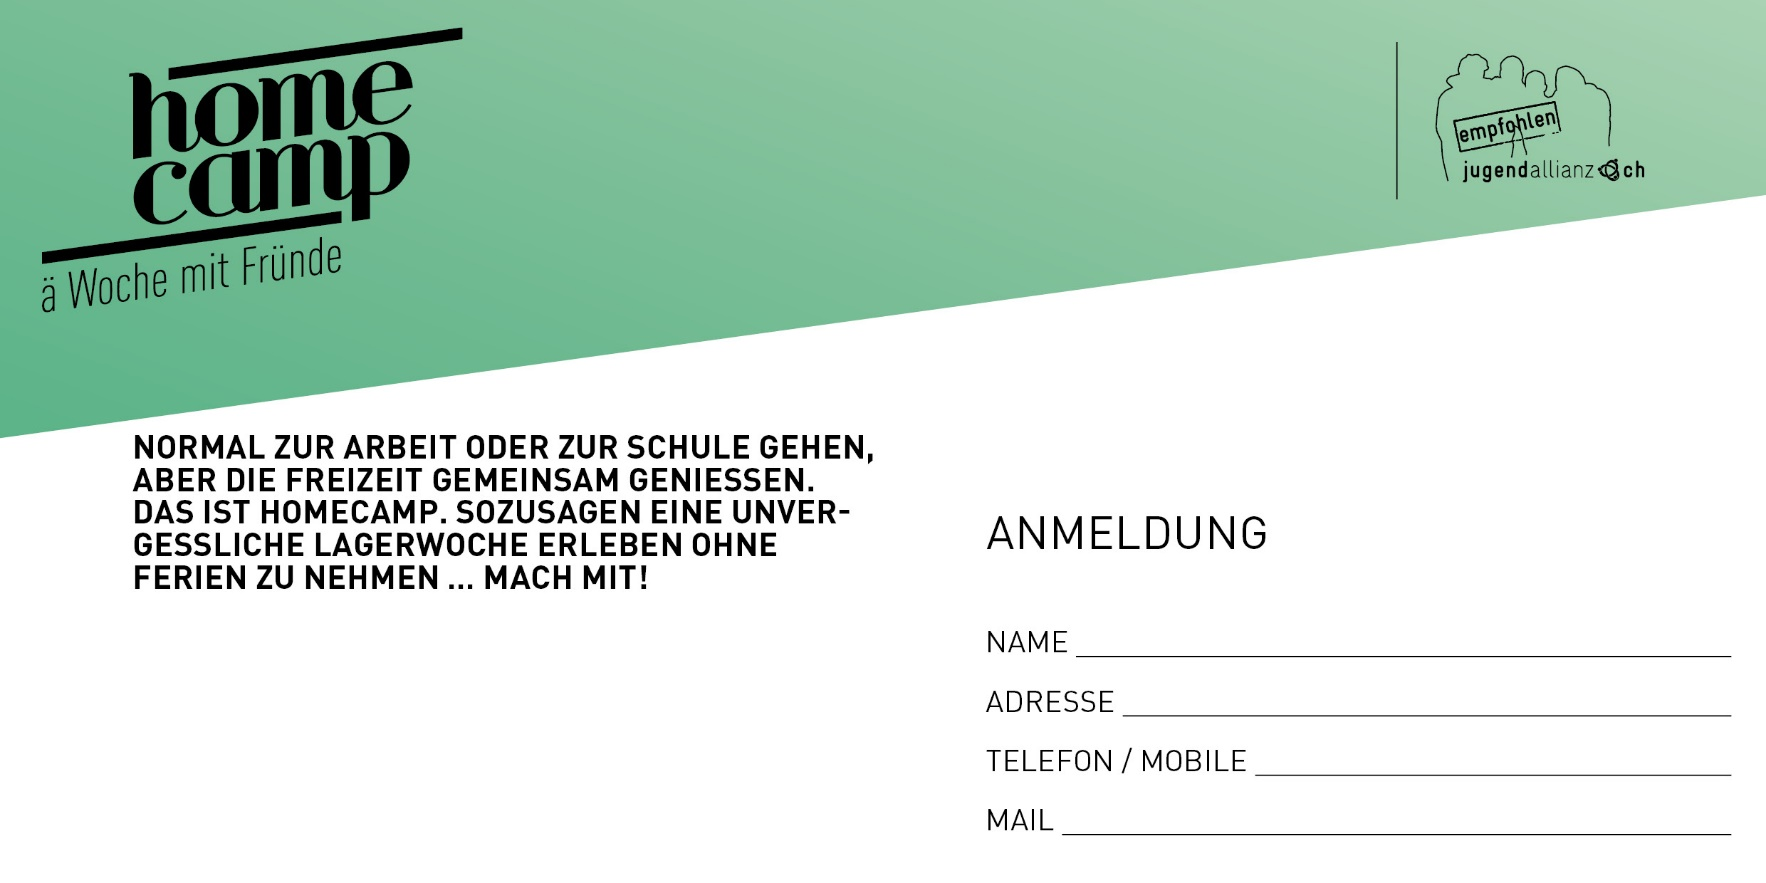 home
camp
ä Woche mit Fründe
empfohlen
jugendallianz.ch
NORMAL ZUR ARBEIT ODER ZUR SCHULE GEHEN,
ABER DIE FREIZEIT GEMEINSAM GENIESSEN.
DAS IST HOMECAMP. SOZUSAGEN EINE UNVER-
GESSLICHE LAGERWOCHE ERLEBEN OHNE
FERIEN ZU NEHMEN ... MACH MIT!
ANMELDUNG
NAME
ADRESSE
TELEFON / MOBILE
MAIL